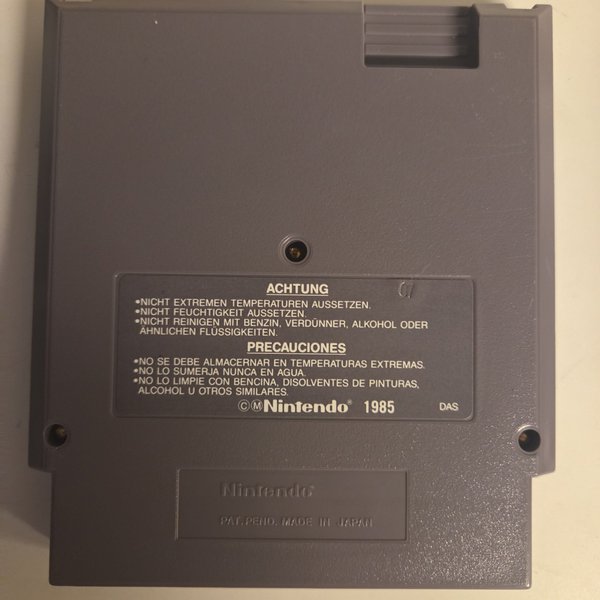 07
ACHTUNG
•NICHT EXTREMEN TEMPERATUREN AUSSETZEN.
•NICHT FEUCHTIGKEIT AUSSETZEN.
•NICHT REINIGEN MIT BENZIN, VERDÜNNER, ALKOHOL ODER
ÄHNLICHEN FLÜSSIGKEITEN.
PRECAUCIONES
•NO SE DEBE ALMACERNAR EN TEMPERATURAS EXTREMAS.
•NO LO SUMERJA NUNCA EN AGUA.
•NO LO LIMPIE CON BENCINA, DISOLVENTES DE PINTURAS,
ALCOHOL U OTROS SIMILARES.
©Ⓜ Nintendo® 1985 DAS
Nintendo®
PAT. PEND. MADE IN JAPAN